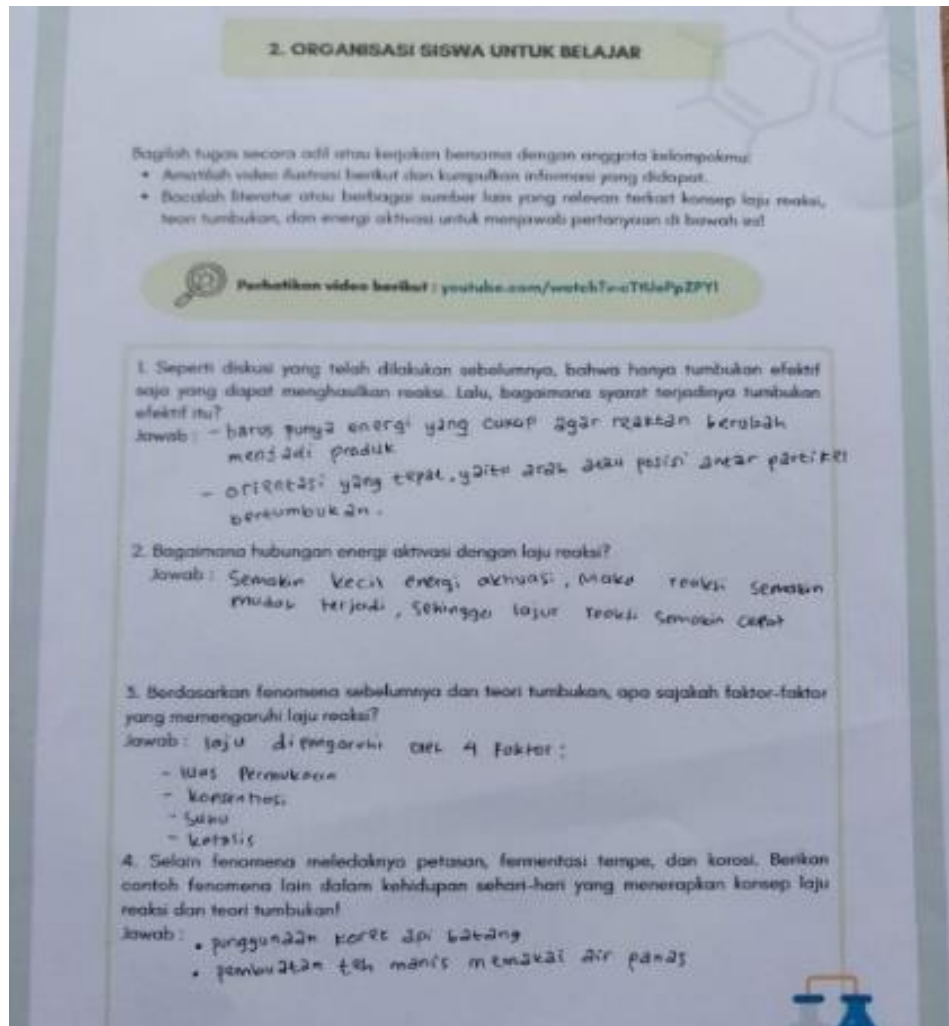 2. ORGANISASI SISWA UNTUK BELAJAR
Bagilah tugas secara adil atau kerjakan bersama dengan anggota kelompokmu:
• Amatilah video ilustrasi berikut dan kumpulkan informasi yang didapat.
• Bacalah literatur atau berbagai sumber lain yang relevan terkait konsep laju reaksi,
teori tumbukan, dan energi aktivasi untuk menjawab pertanyaan di bawah ini!
Perhatikan video berikut :
1. Seperti diskusi yang telah dilakukan sebelumnya, bahwa hanya tumbukan efektif
saja yang dapat menghasilkan reaksi. Lalu, bagaimana syarat terjadinya tumbukan
efektif itu?
Jawab : - harus punya energi yang cukup agar reaktan berubah
menjadi produk
- orientasi yang tepat, yaitu arah atau posisi antar partikel
bertumbukan.
2. Bagaimana hubungan energi aktivasi dengan laju reaksi?
Jawab : Semakin kecil energi aktivasi, maka reaksi semakin
mudah terjadi, sehingga lajur reaksi semakin cepat
3. Berdasarkan fenomena sebelumnya dan teori tumbukan, apa sajakah faktor-faktor
yang memengaruhi laju reaksi?
Jawab : laju dipengaruhi oleh 4 Faktor :
- luas Permukaan
- konsentrasi
- Suhu
- katalis
4. Selain fenomena meledaknya petasan, fermentasi tempe, dan korosi. Berikan
contoh fenomena lain dalam kehidupan sehari-hari yang menerapkan konsep laju
reaksi dan teori tumbukan!
Jawab : • punggunaan korek api batang
• pembuatan teh manis memakai air panas